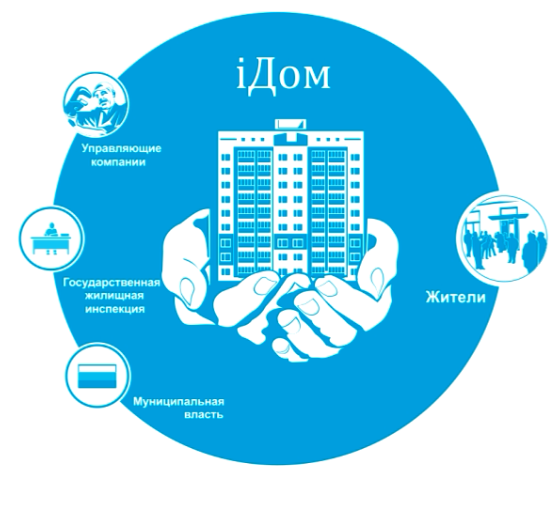 iДом
Управляющие
компании
Государственная
жилищная
инспекция
Жители
Муниципальная
власть